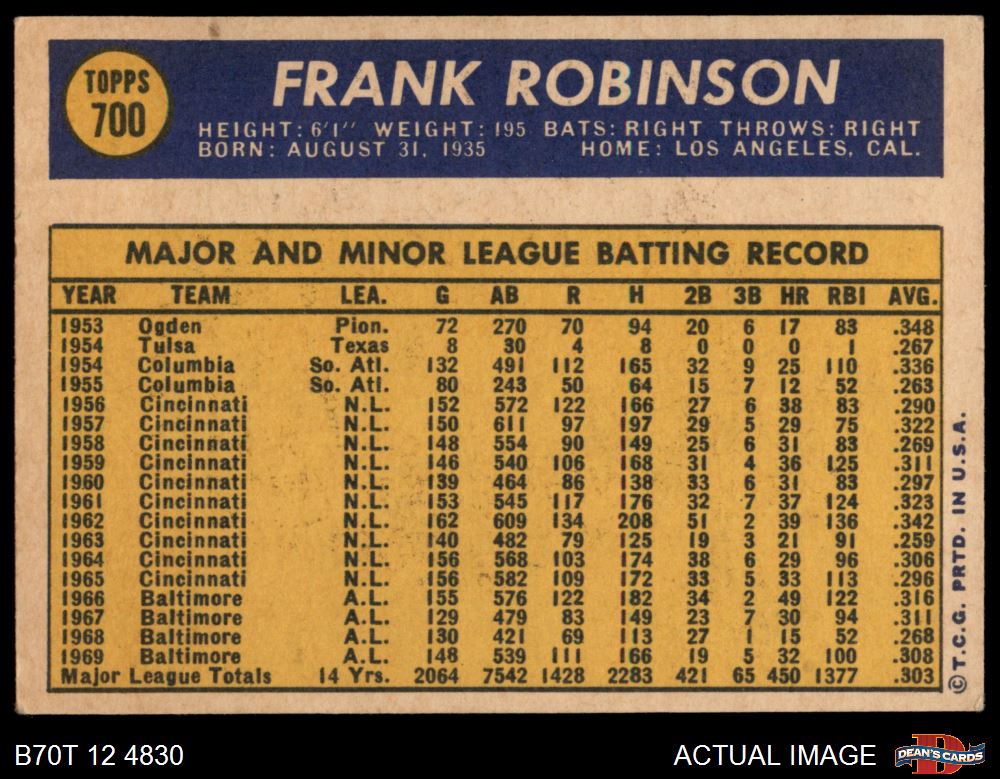 TOPPS
700
FRANK ROBINSON
HEIGHT: 6'1" WEIGHT: 195 BATS: RIGHT THROWS: RIGHT
BORN: AUGUST 31, 1935 HOME: LOS ANGELES, CAL.
MAJOR AND MINOR LEAGUE BATTING RECORD
YEAR TEAM LEA. G AB R H 2B 3B HR RBI AVG.
1953 Ogden Pion. 72 270 70 94 20 6 17 83 .348
1954 Tulsa Texas 8 30 4 8 0 0 0 1 .267
1954 Columbia So. Atl. 132 491 112 165 32 9 25 110 .336
1955 Columbia So. Atl. 80 243 50 64 15 7 12 52 .263
1956 Cincinnati N.L. 152 572 122 166 27 6 38 83 .290
1957 Cincinnati N.L. 150 611 97 197 29 5 29 75 .322
1958 Cincinnati N.L. 148 554 90 149 25 6 31 83 .269
1959 Cincinnati N.L. 146 540 106 168 31 4 36 125 .311
1960 Cincinnati N.L. 139 464 86 138 33 6 31 83 .297
1961 Cincinnati N.L. 153 545 117 176 32 7 37 124 .323
1962 Cincinnati N.L. 162 609 134 208 51 2 39 136 .342
1963 Cincinnati N.L. 140 482 79 125 19 3 21 91 .259
1964 Cincinnati N.L. 156 568 103 174 38 6 29 96 .306
1965 Cincinnati N.L. 156 582 109 172 33 5 33 113 .296
1966 Baltimore A.L. 155 576 122 182 34 2 49 122 .316
1967 Baltimore A.L. 129 479 83 149 23 7 30 94 .311
1968 Baltimore A.L. 130 421 69 113 27 1 15 52 .268
1969 Baltimore A.L. 148 539 111 166 19 5 32 100 .308
Major League Totals 14 Yrs. 2064 7542 1428 2283 421 65 450 1377 .303
© T.C.G. PRTD. IN U.S.A.
B70T 12 4830
ACTUAL IMAGE
D
DEAN'S CARDS